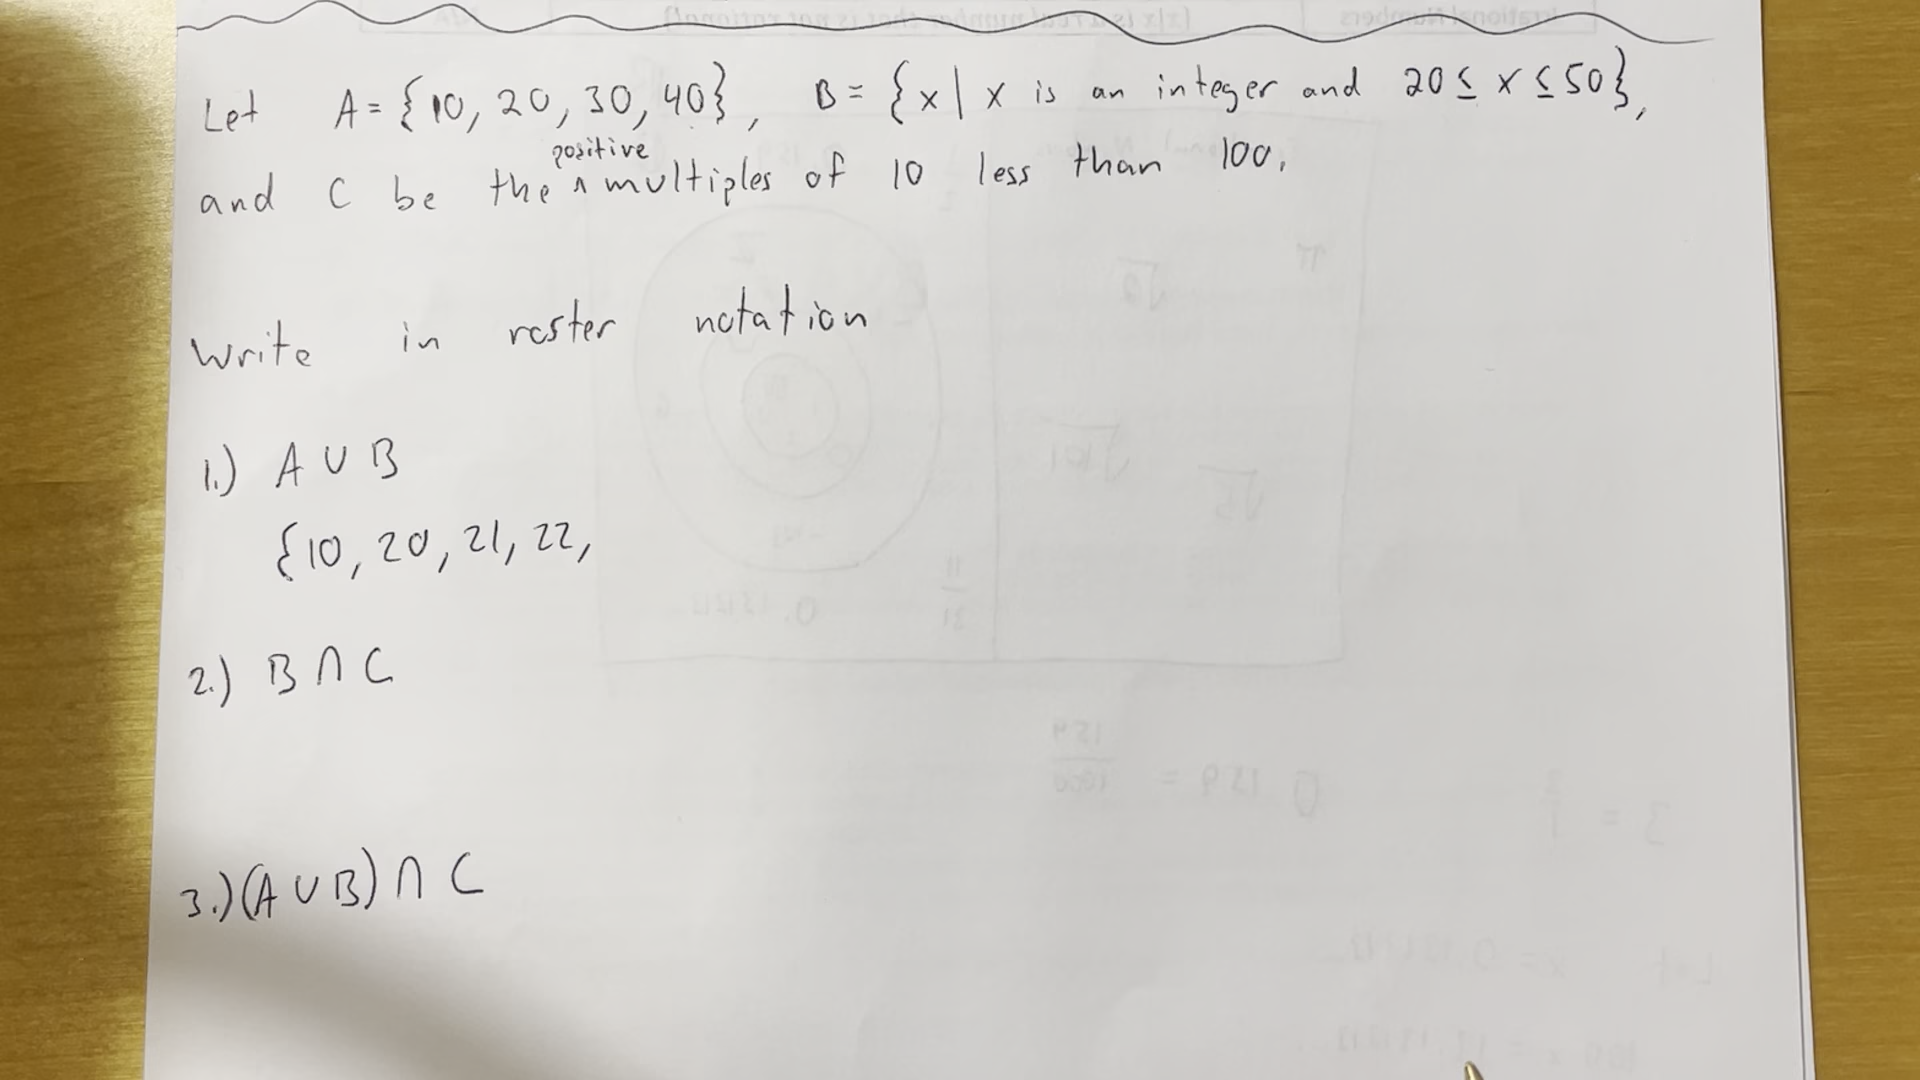 Let A = {10, 20, 30, 40}, B = {x | x is an integer and 20 ≤ x ≤ 50},
and C be the ^ positive multiples of 10 less than 100.
Write in roster notation
1.) A ∪ B
{10, 20, 21, 22,
2.) B ∩ C
3.) (A ∪ B) ∩ C